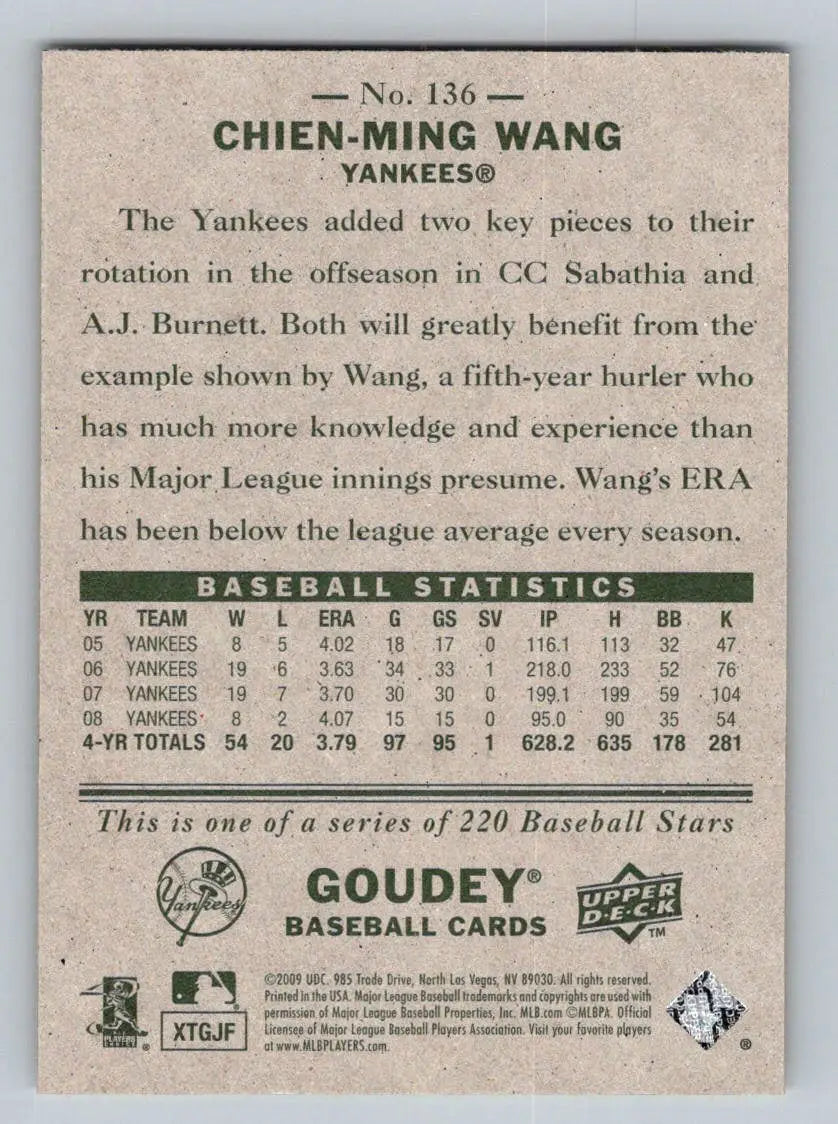 — No. 136 —
CHIEN-MING WANG
YANKEES®
The Yankees added two key pieces to their
rotation in the offseason in CC Sabathia and
A.J. Burnett. Both will greatly benefit from the
example shown by Wang, a fifth-year hurler who
has much more knowledge and experience than
his Major League innings presume. Wang's ERA
has been below the league average every season.
BASEBALL STATISTICS
YR TEAM W L ERA G GS SV IP H BB K
05 YANKEES 8 5 4.02 18 17 0 116.1 113 32 47
06 YANKEES 19 6 3.63 34 33 1 218.0 233 52 76
07 YANKEES 19 7 3.70 30 30 0 199.1 199 59 104
08 YANKEES 8 2 4.07 15 15 0 95.0 90 35 54
4-YR TOTALS 54 20 3.79 97 95 1 628.2 635 178 281
This is one of a series of 220 Baseball Stars
Yankees
GOUDEY®
BASEBALL CARDS
UPPER
D·E·C·K
TM
©2009 UDC. 985 Trade Drive, North Las Vegas, NV 89030. All rights reserved.
Printed in the USA. Major League Baseball trademarks and copyrights are used with
permission of Major League Baseball Properties, Inc. MLB.com ©MLBPA. Official
Licensee of Major League Baseball Players Association. Visit your favorite players
at www.MLBPLAYERS.com.
XTGJF
PLAYERS
®
®